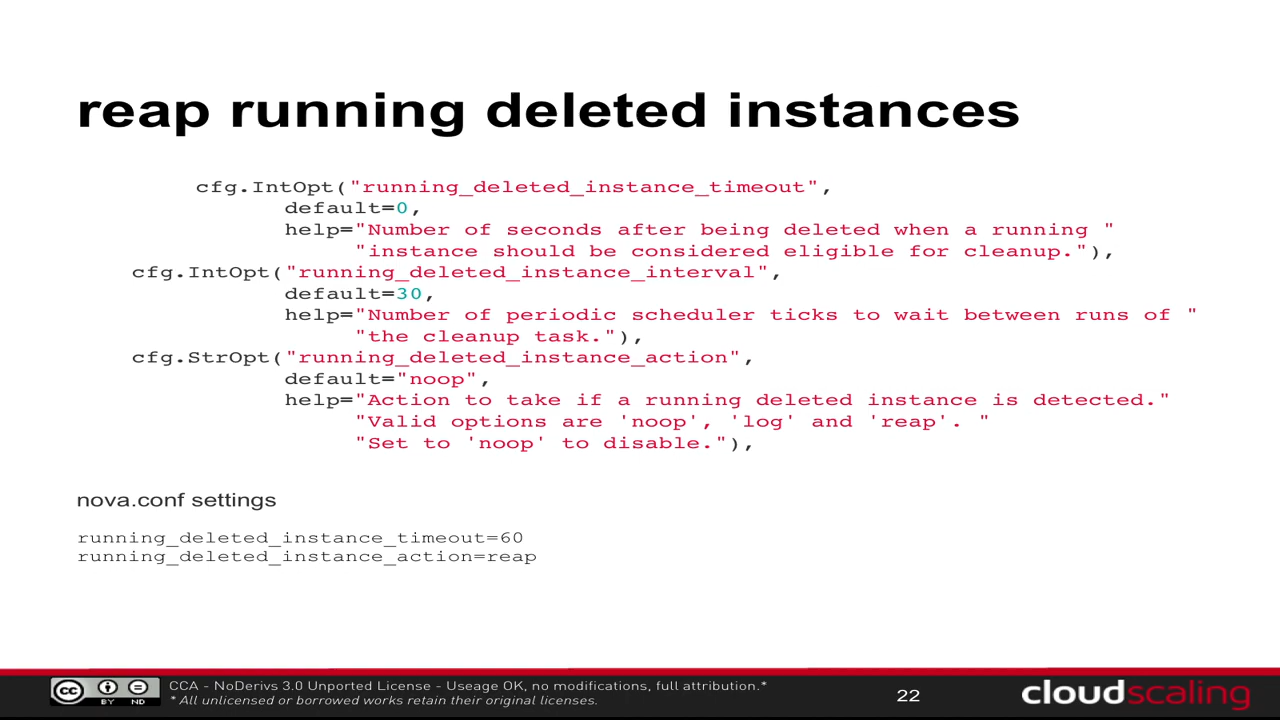 reap running deleted instances
cfg.IntOpt("running_deleted_instance_timeout",
default=0,
help="Number of seconds after being deleted when a running "
"instance should be considered eligible for cleanup."),
cfg.IntOpt("running_deleted_instance_interval",
default=30,
help="Number of periodic scheduler ticks to wait between runs of "
"the cleanup task."),
cfg.StrOpt("running_deleted_instance_action",
default="noop",
help="Action to take if a running deleted instance is detected."
"Valid options are 'noop', 'log' and 'reap'. "
"Set to 'noop' to disable."),
nova.conf settings
running_deleted_instance_timeout=60
running_deleted_instance_action=reap
cc BY ND
CCA - NoDerivs 3.0 Unported License - Useage OK, no modifications, full attribution.*
* All unlicensed or borrowed works retain their original licenses.
22
cloudscaling